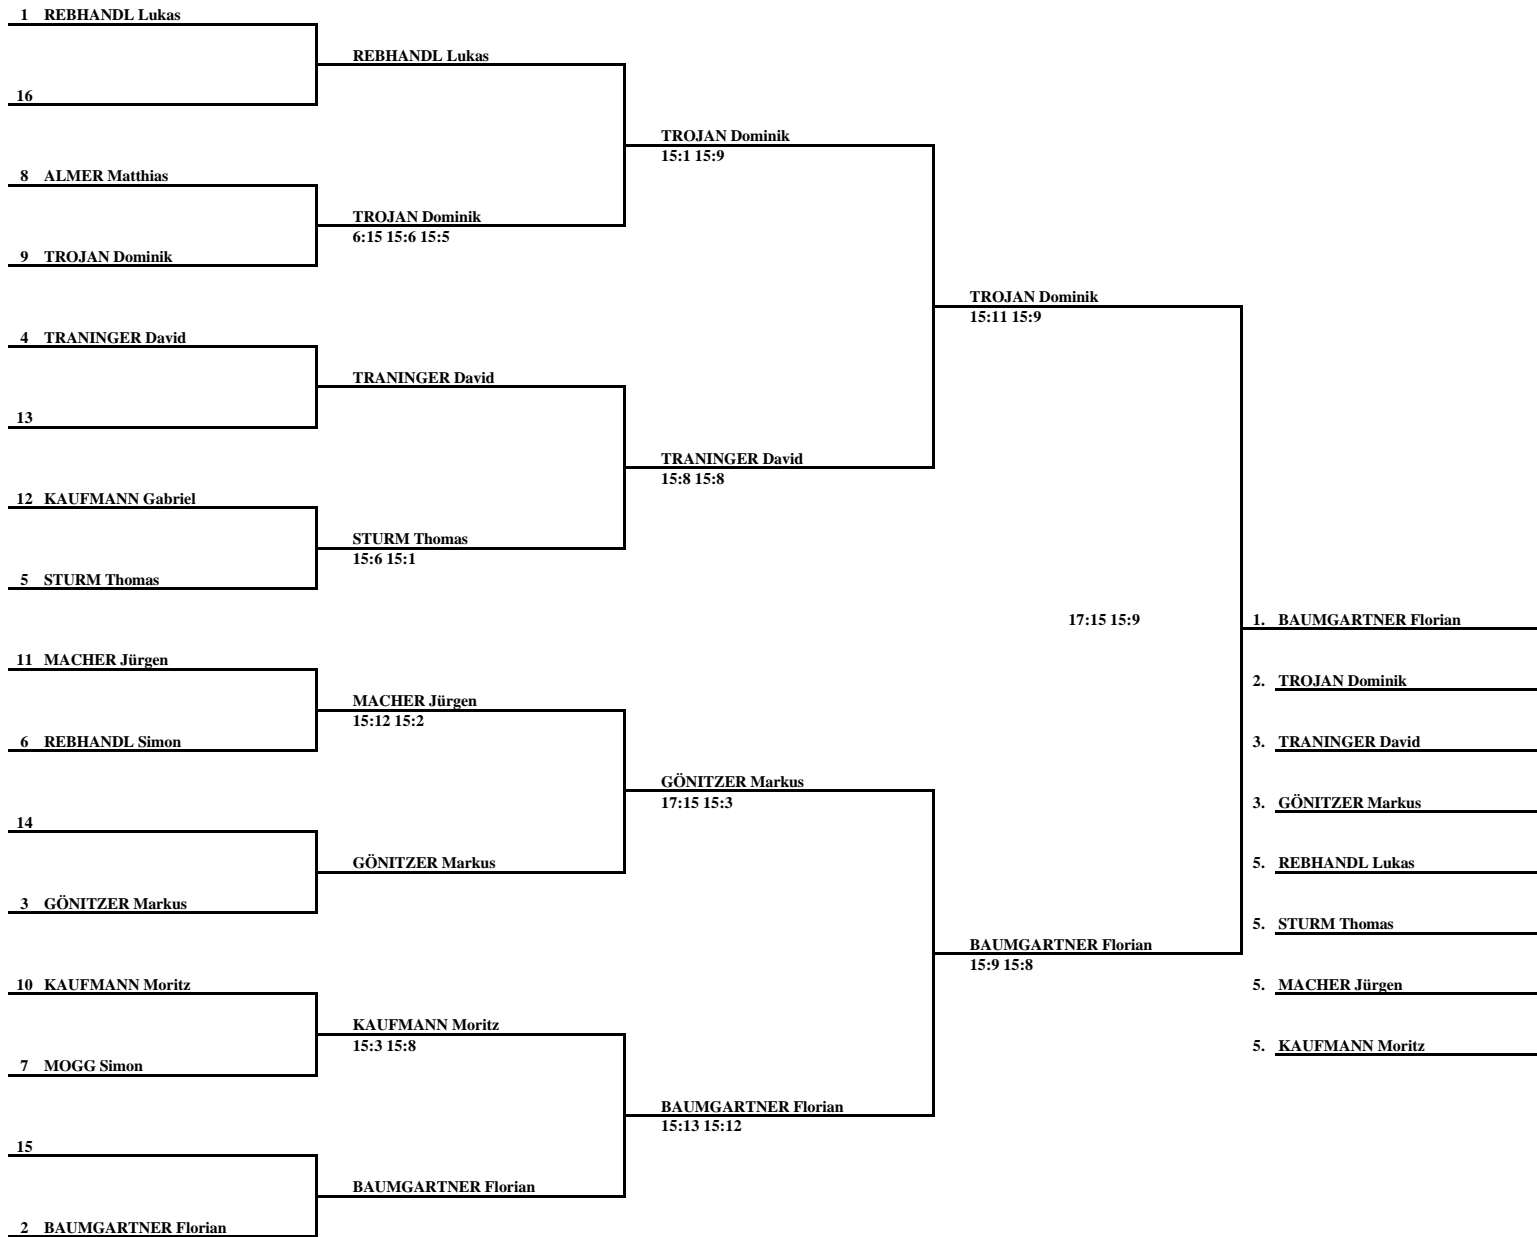 1 REBHANDL Lukas
REBHANDL Lukas
16
TROJAN Dominik
15:1 15:9
8 ALMER Matthias
TROJAN Dominik
6:15 15:6 15:5
9 TROJAN Dominik
TROJAN Dominik
15:11 15:9
4 TRANINGER David
TRANINGER David
13
TRANINGER David
15:8 15:8
12 KAUFMANN Gabriel
STURM Thomas
15:6 15:1
5 STURM Thomas
17:15 15:9
1. BAUMGARTNER Florian
11 MACHER Jürgen
2. TROJAN Dominik
MACHER Jürgen
15:12 15:2
6 REBHANDL Simon
3. TRANINGER David
GÖNITZER Markus
17:15 15:3
3. GÖNITZER Markus
14
GÖNITZER Markus
5. REBHANDL Lukas
3 GÖNITZER Markus
5. STURM Thomas
BAUMGARTNER Florian
15:9 15:8
10 KAUFMANN Moritz
5. MACHER Jürgen
KAUFMANN Moritz
15:3 15:8
5. KAUFMANN Moritz
7 MOGG Simon
BAUMGARTNER Florian
15:13 15:12
15
BAUMGARTNER Florian
2 BAUMGARTNER Florian